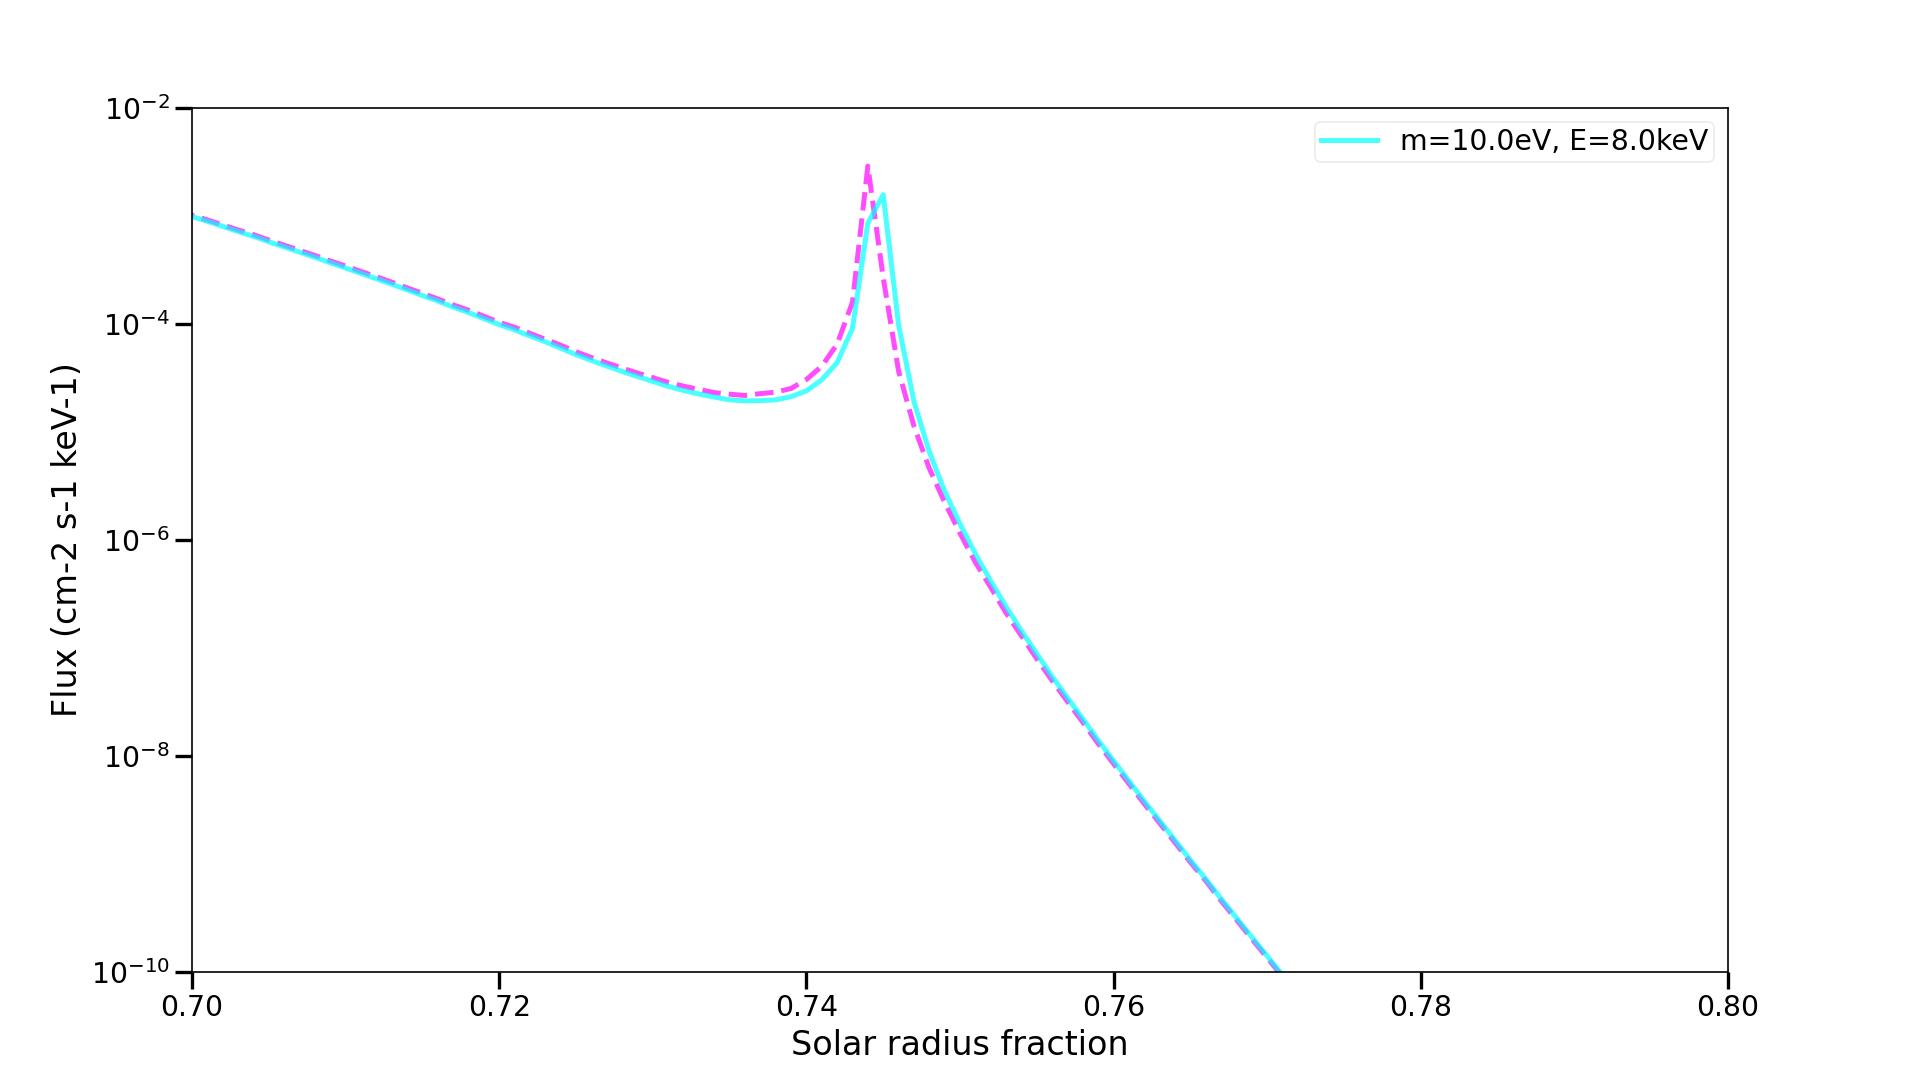 10−2
m=10.0eV, E=8.0keV
10−4
10−6
10−8
10−10
Flux (cm-2 s-1 keV-1)
0.70 0.72 0.74 0.76 0.78 0.80
Solar radius fraction